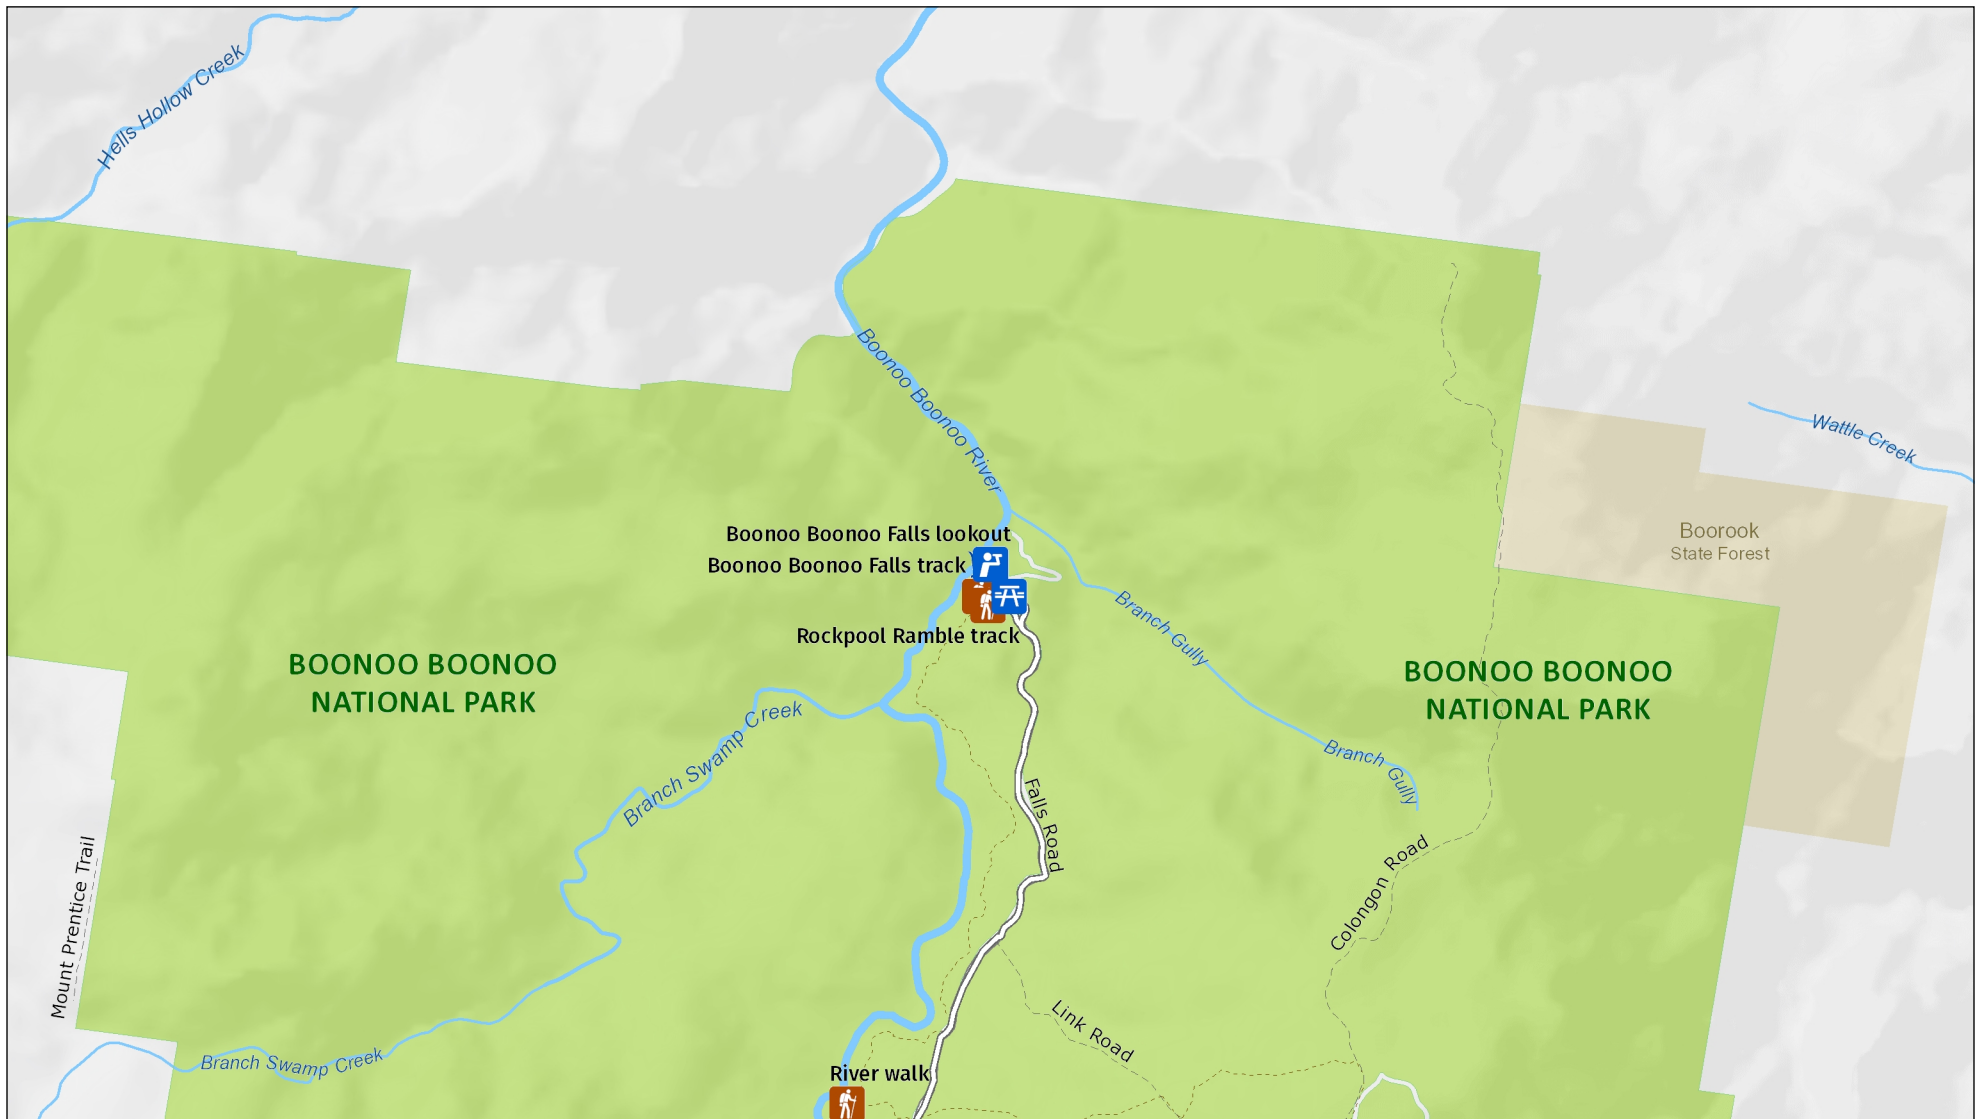 Hells Hollow Creek
Boonoo Boonoo River
Wattle Creek
Boorook
State Forest
Boonoo Boonoo Falls lookout
Boonoo Boonoo Falls track
Rockpool Ramble track
Branch Gully
BOONOO BOONOO
NATIONAL PARK
BOONOO BOONOO
NATIONAL PARK
Branch Swamp Creek
Branch Gully
Falls Road
Colongon Road
Mount Prentice Trail
Link Road
Branch Swamp Creek
River walk